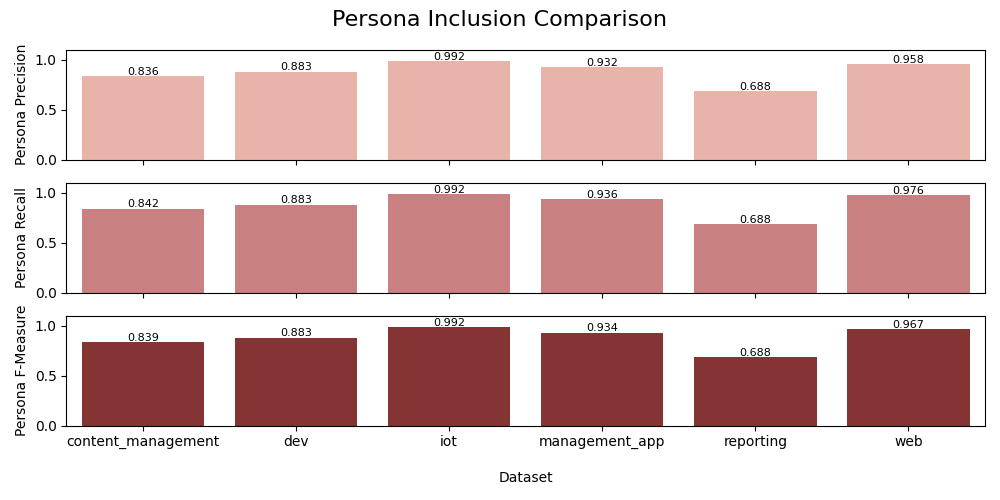 Persona Inclusion Comparison
Persona Precision
1.0
0.5
0.0
0.836
0.883
0.992
0.932
0.688
0.958
Persona Recall
1.0
0.5
0.0
0.842
0.883
0.992
0.936
0.688
0.976
Persona F-Measure
1.0
0.5
0.0
0.839
0.883
0.992
0.934
0.688
0.967
content_management
dev
iot
management_app
reporting
web
Dataset